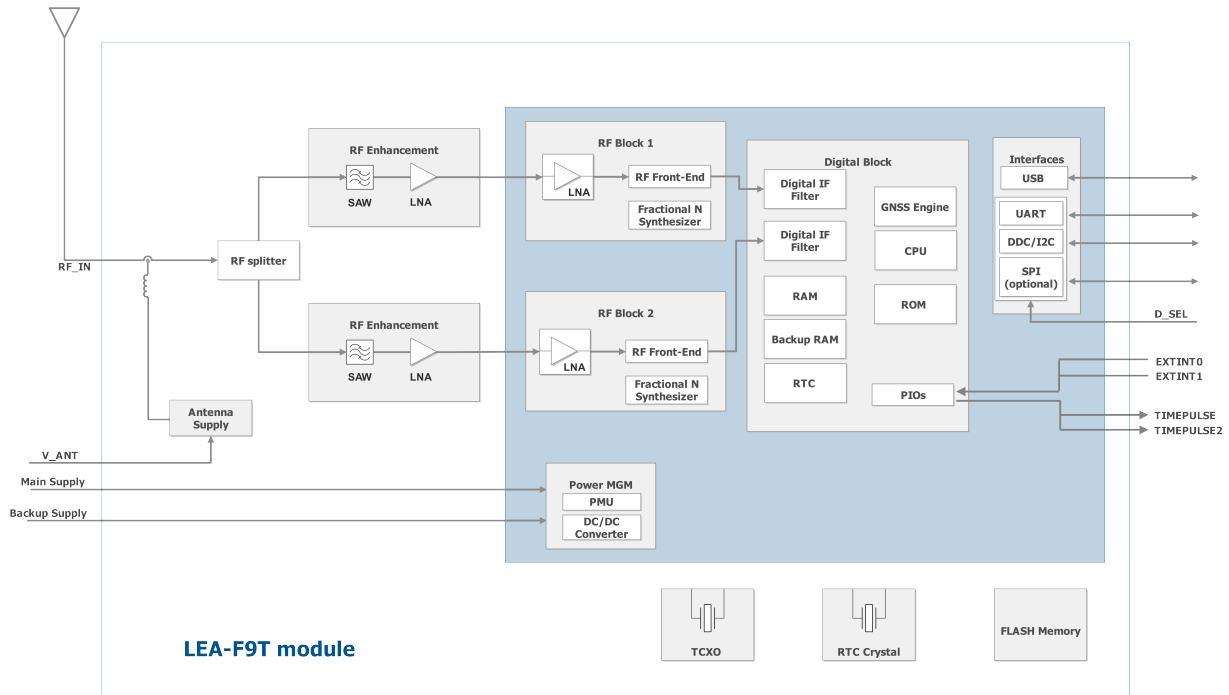 RF_IN
RF splitter
RF Enhancement
SAW
LNA
RF Enhancement
SAW
LNA
Antenna
Supply
V_ANT
Main Supply
Backup Supply
RF Block 1
LNA
RF Front-End
Fractional N
Synthesizer
RF Block 2
LNA
RF Front-End
Fractional N
Synthesizer
Digital Block
Digital IF
Filter
Digital IF
Filter
RAM
Backup RAM
RTC
GNSS Engine
CPU
ROM
PIOs
Interfaces
USB
UART
DDC/I2C
SPI
(optional)
D_SEL
EXTINT0
EXTINT1
TIMEPULSE
TIMEPULSE2
Power MGM
PMU
DC/DC
Converter
LEA-F9T module
TCXO
RTC Crystal
FLASH Memory